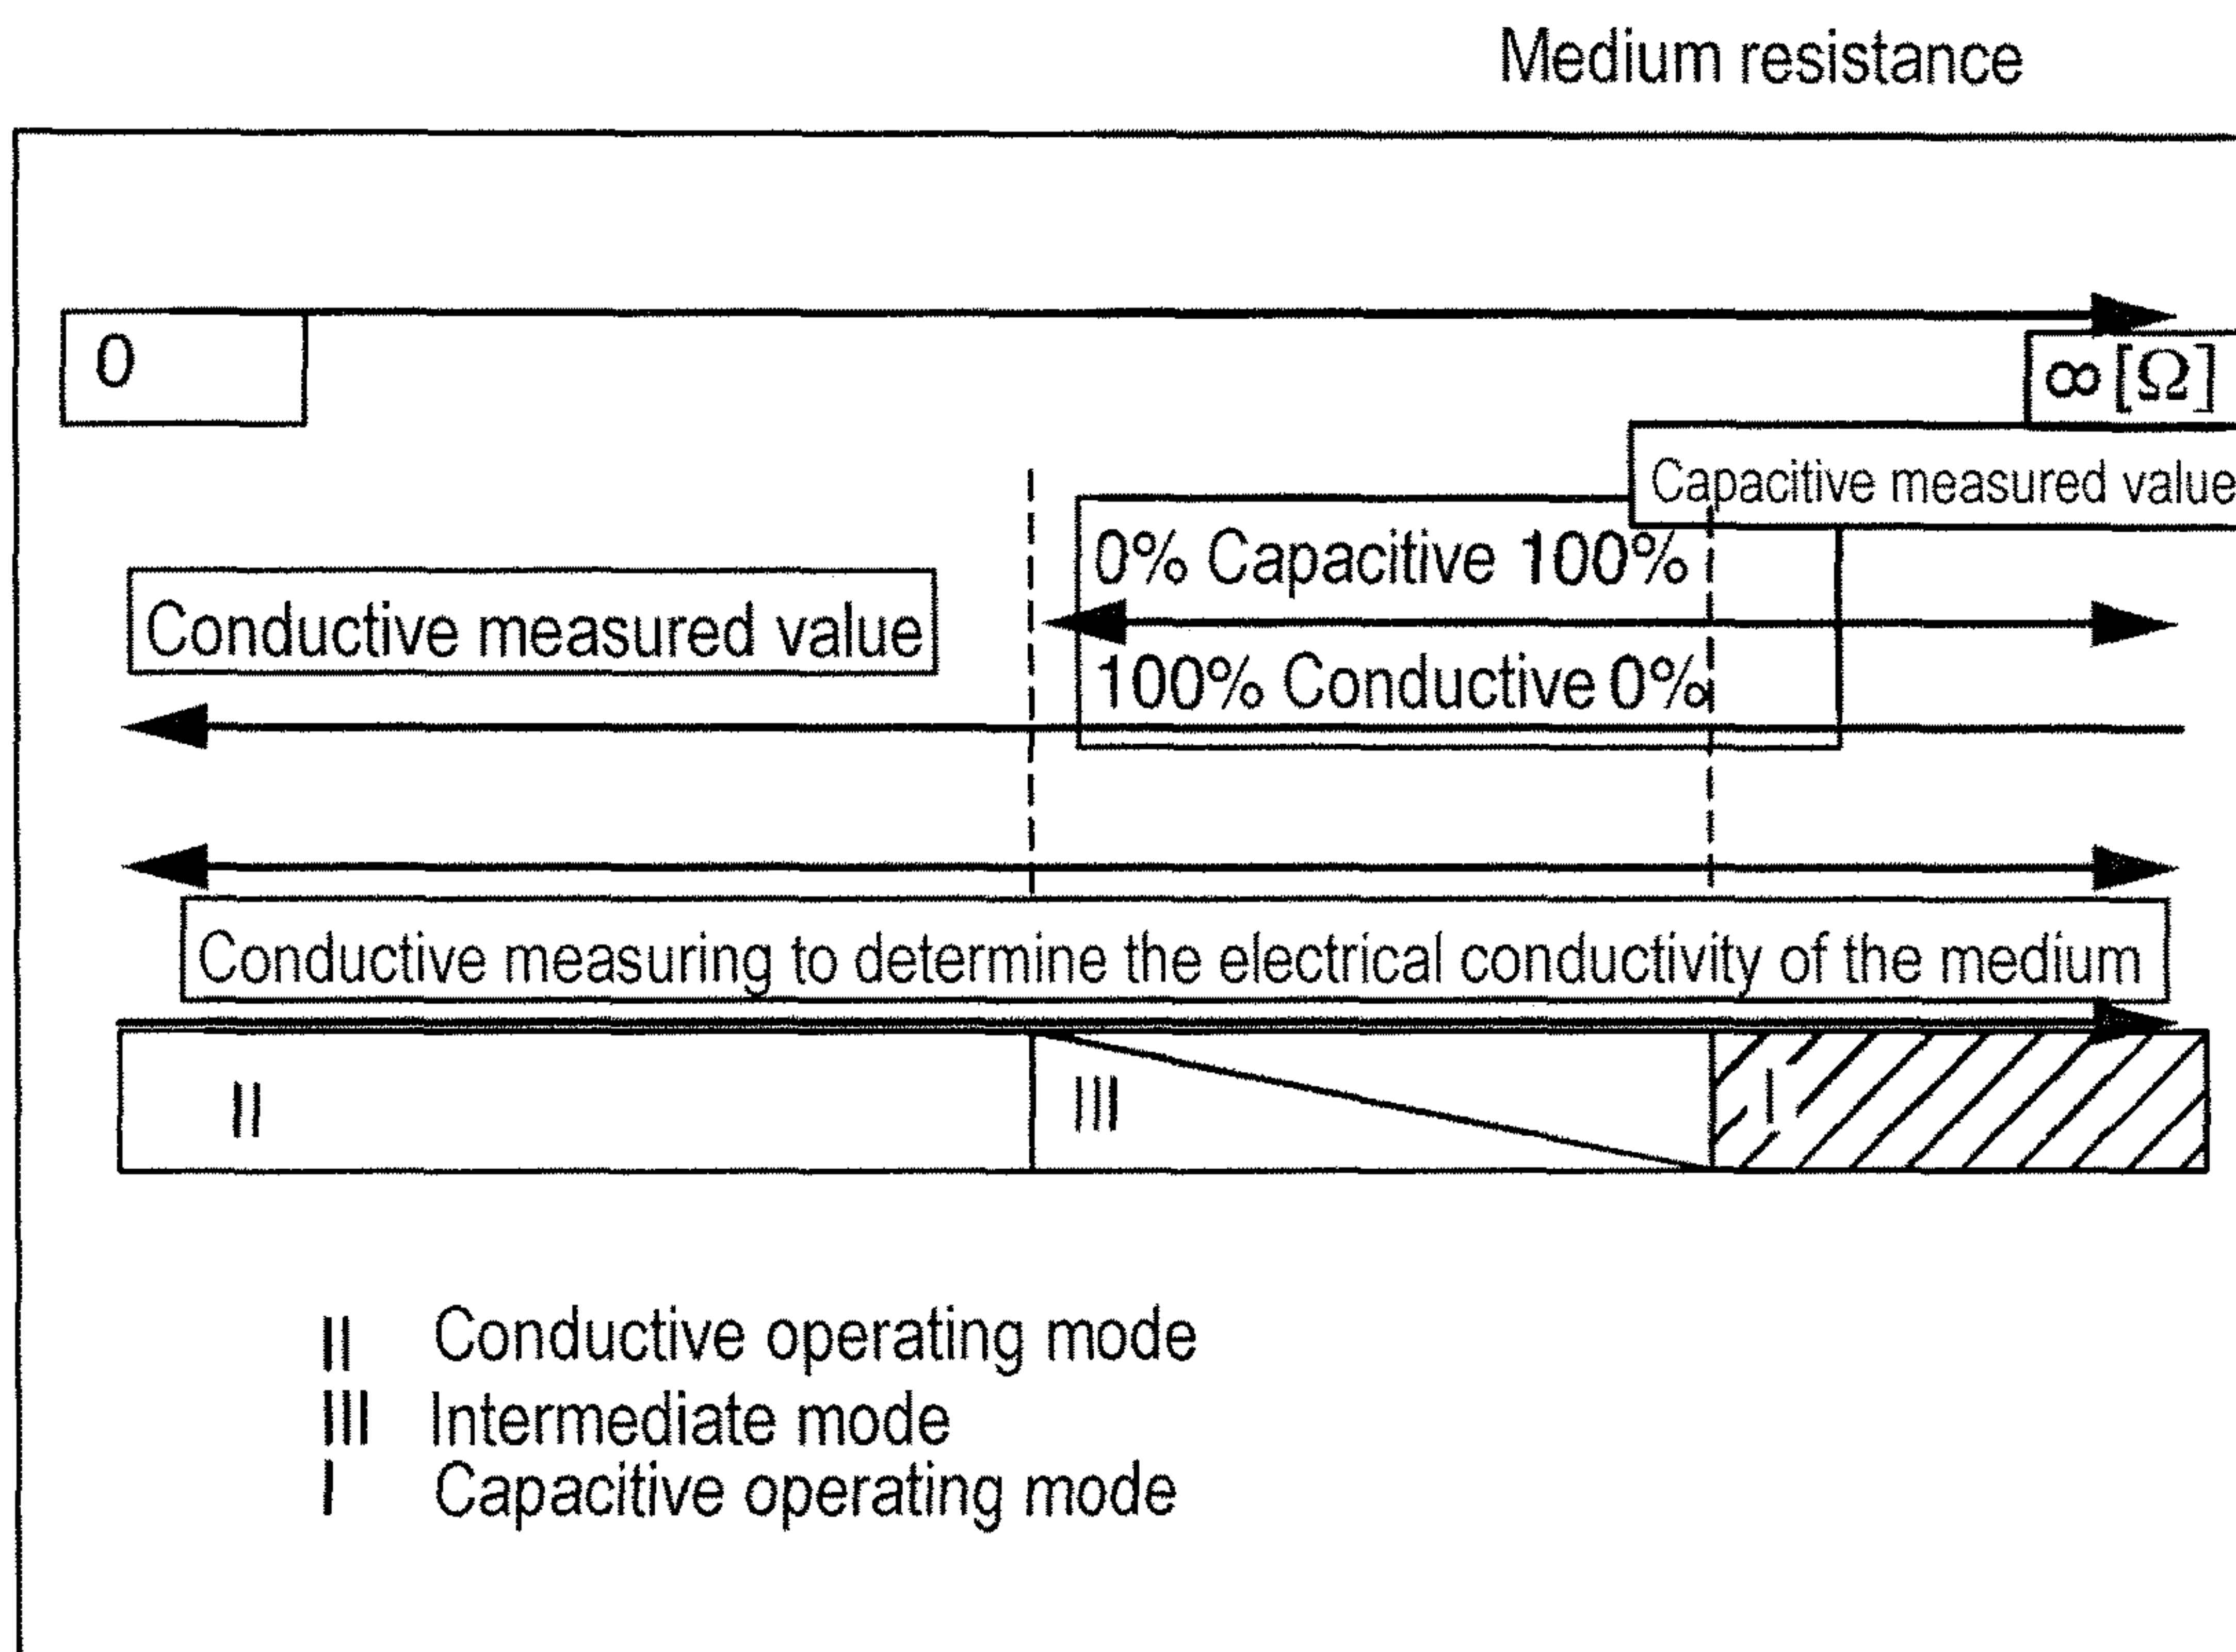 Medium resistance
0
∞ [Ω]
Capacitive measured value
0% Capacitive 100%
Conductive measured value
100% Conductive 0%
Conductive measuring to determine the electrical conductivity of the medium
II
III
I
II Conductive operating mode
III Intermediate mode
I Capacitive operating mode